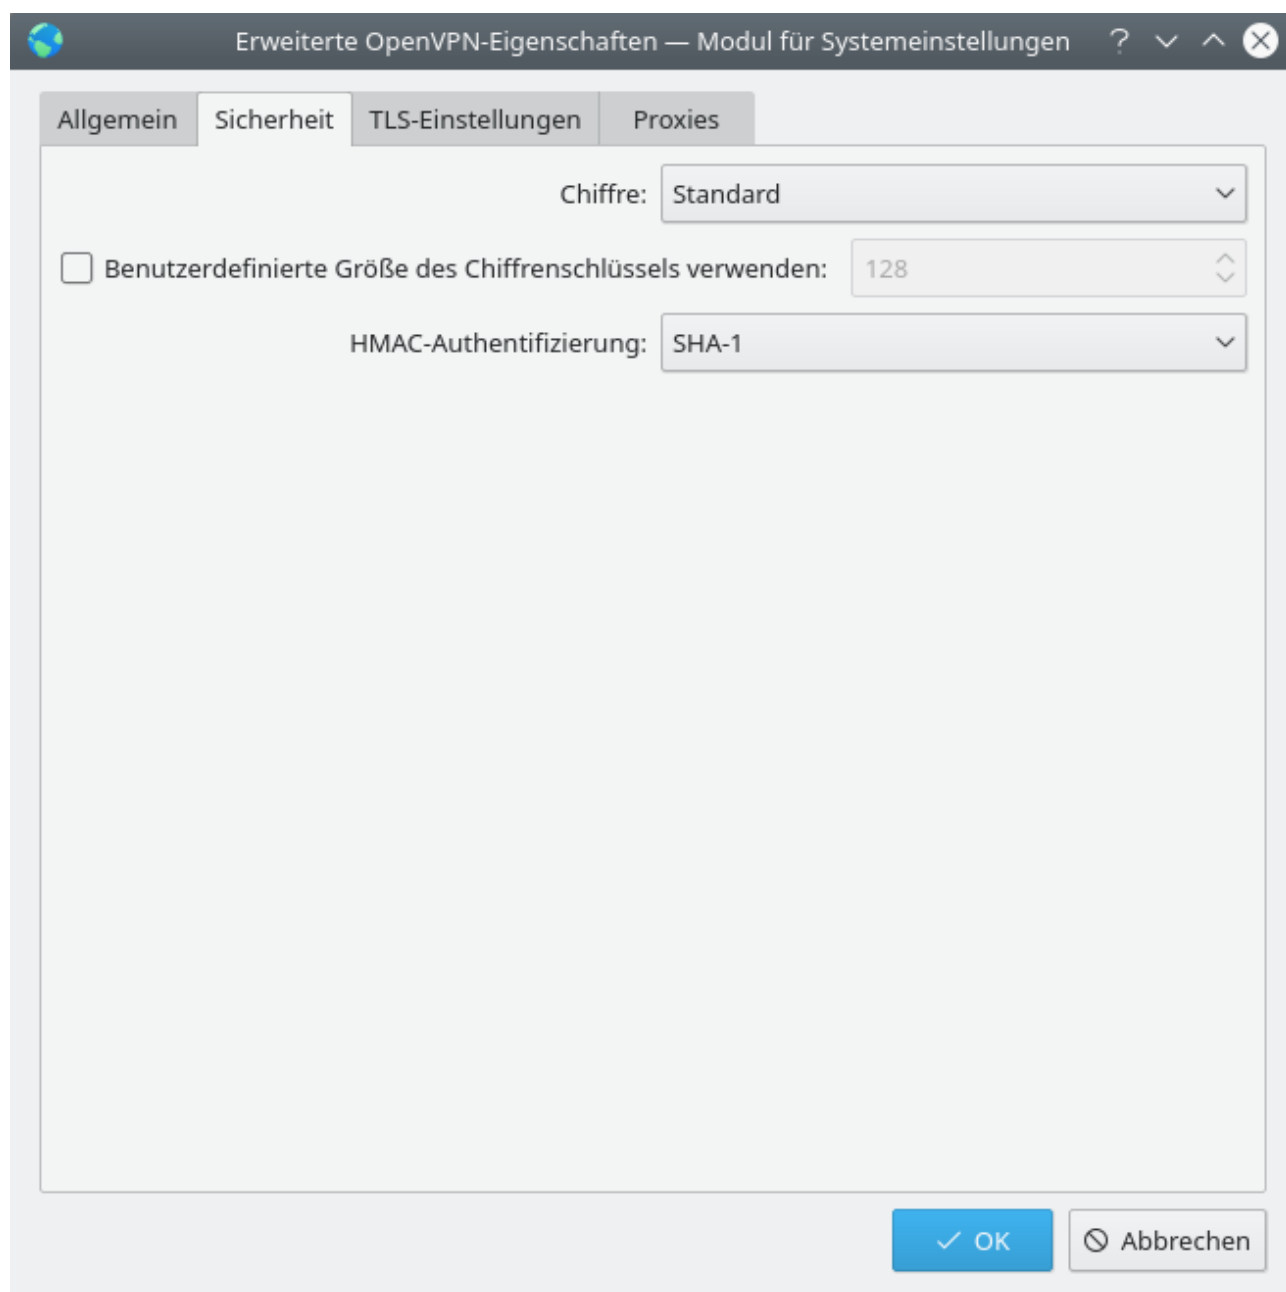 Erweiterte OpenVPN-Eigenschaften — Modul für Systemeinstellungen ?
Allgemein Sicherheit TLS-Einstellungen Proxies
Chiffre: Standard
Benutzerdefinierte Größe des Chiffrenschlüssels verwenden: 128
HMAC-Authentifizierung: SHA-1
OK Abbrechen